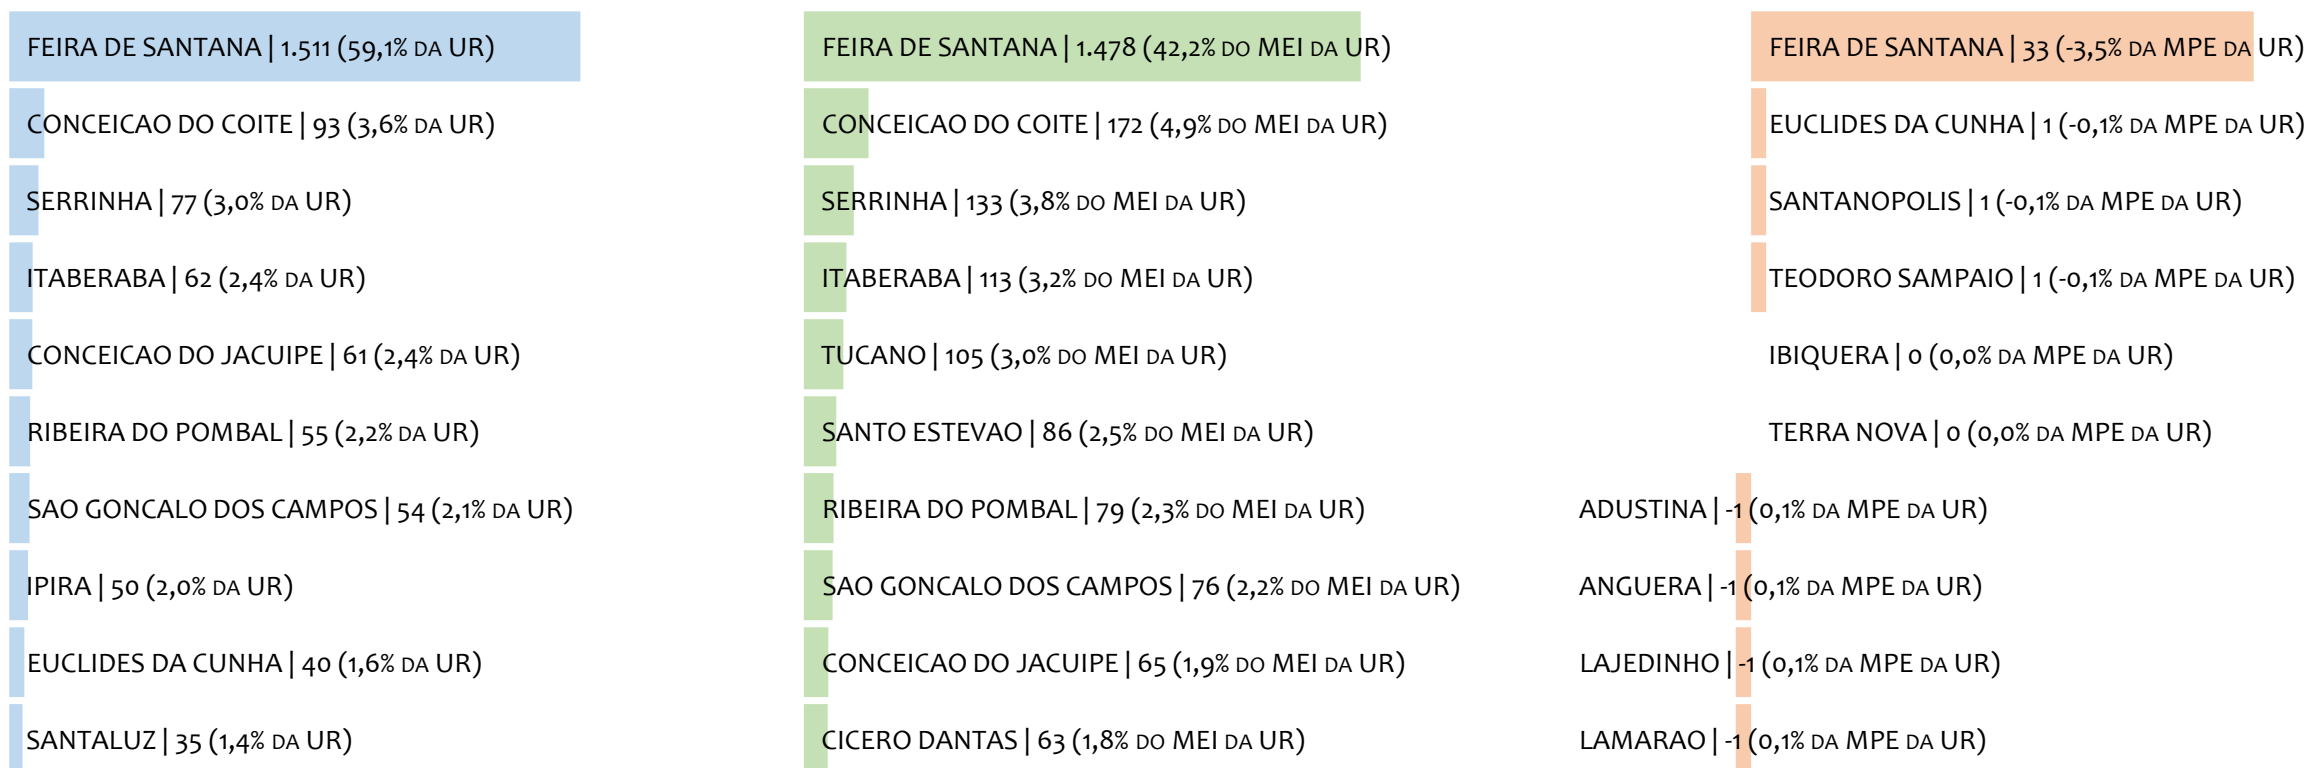 FEIRA DE SANTANA | 1.511 (59,1% DA UR)
CONCEICAO DO COITE | 93 (3,6% DA UR)
SERRINHA | 77 (3,0% DA UR)
ITABERABA | 62 (2,4% DA UR)
CONCEICAO DO JACUIPE | 61 (2,4% DA UR)
RIBEIRA DO POMBAL | 55 (2,2% DA UR)
SAO GONCALO DOS CAMPOS | 54 (2,1% DA UR)
IPIRA | 50 (2,0% DA UR)
EUCLIDES DA CUNHA | 40 (1,6% DA UR)
SANTALUZ | 35 (1,4% DA UR)
FEIRA DE SANTANA | 1.478 (42,2% DO MEI DA UR)
CONCEICAO DO COITE | 172 (4,9% DO MEI DA UR)
SERRINHA | 133 (3,8% DO MEI DA UR)
ITABERABA | 113 (3,2% DO MEI DA UR)
TUCANO | 105 (3,0% DO MEI DA UR)
SANTO ESTEVAO | 86 (2,5% DO MEI DA UR)
RIBEIRA DO POMBAL | 79 (2,3% DO MEI DA UR)
SAO GONCALO DOS CAMPOS | 76 (2,2% DO MEI DA UR)
CONCEICAO DO JACUIPE | 65 (1,9% DO MEI DA UR)
CICERO DANTAS | 63 (1,8% DO MEI DA UR)
FEIRA DE SANTANA | 33 (-3,5% DA MPE DA UR)
EUCLIDES DA CUNHA | 1 (-0,1% DA MPE DA UR)
SANTANOPOLIS | 1 (-0,1% DA MPE DA UR)
TEODORO SAMPAIO | 1 (-0,1% DA MPE DA UR)
IBIQUERA | 0 (0,0% DA MPE DA UR)
TERRA NOVA | 0 (0,0% DA MPE DA UR)
ADUSTINA | -1 (0,1% DA MPE DA UR)
ANGUERA | -1 (0,1% DA MPE DA UR)
LAJEDINHO | -1 (0,1% DA MPE DA UR)
LAMARAO | -1 (0,1% DA MPE DA UR)